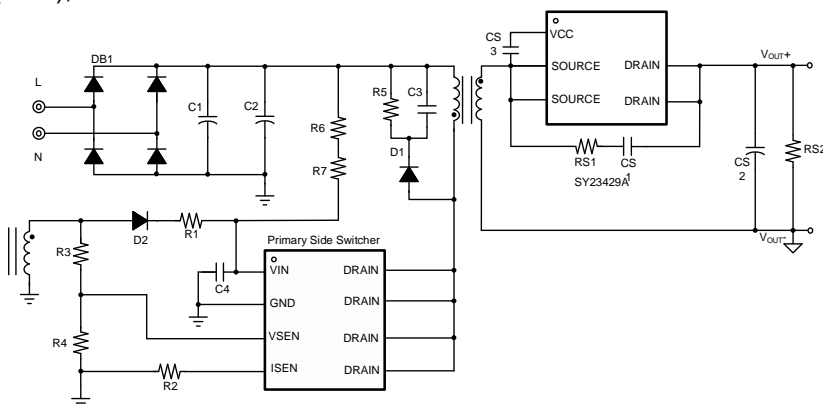 DB1
L
N
C1
C2
R5
C3
R6
R7
D1
CS
3
VCC
SOURCE
DRAIN
SOURCE
DRAIN
VOUT+
RS1
CS
1
SY23429A
CS
2
RS2
VOUT-
D2
R1
R3
Primary Side Switcher
C4
VIN
DRAIN
GND
DRAIN
VSEN
DRAIN
ISEN
DRAIN
R4
R2